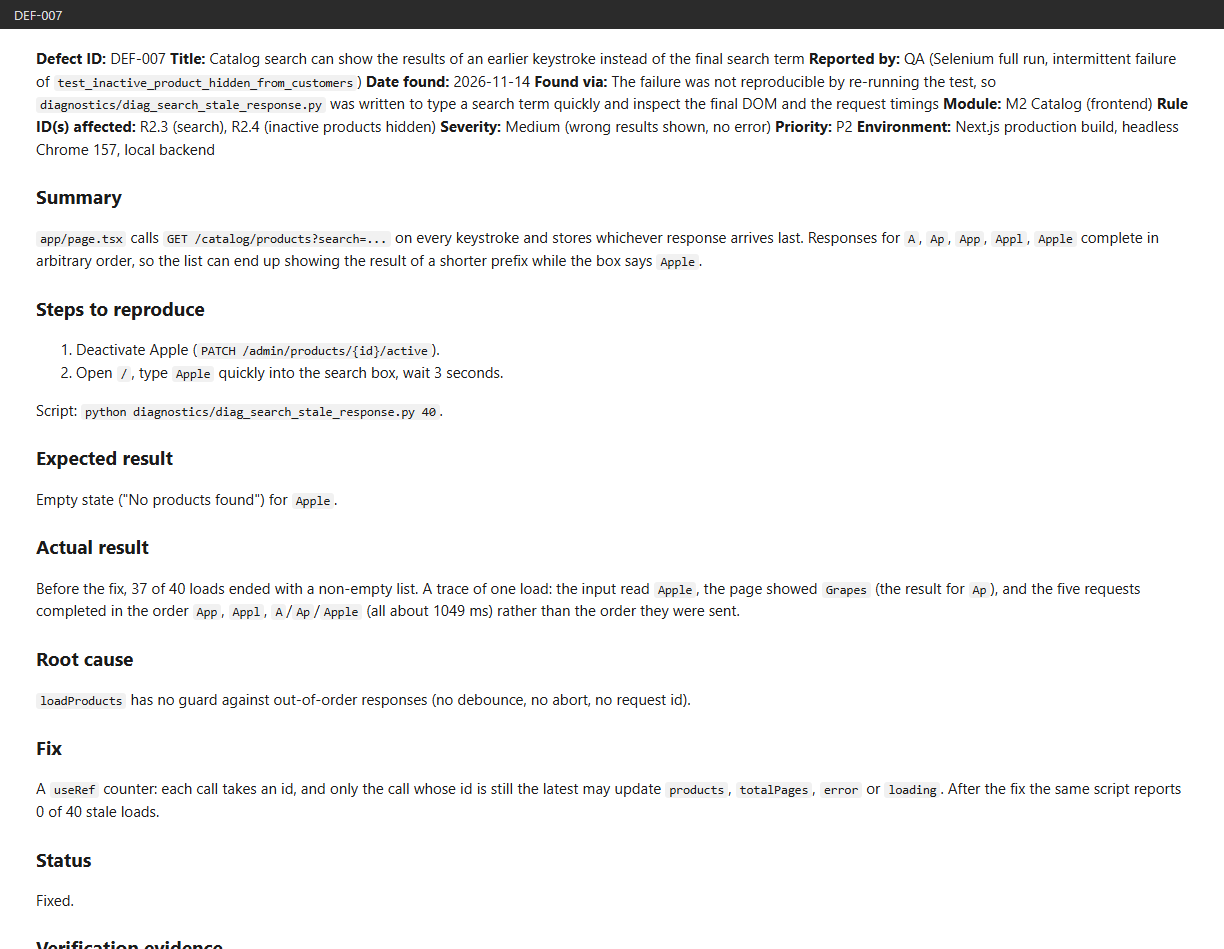 DEF-007
Defect ID: DEF-007 Title: Catalog search can show the results of an earlier keystroke instead of the final search term Reported by: QA (Selenium full run, intermittent failure
of test_inactive_product_hidden_from_customers ) Date found: 2026-11-14 Found via: The failure was not reproducible by re-running the test, so
diagnostics/diag_search_stale_response.py was written to type a search term quickly and inspect the final DOM and the request timings Module: M2 Catalog (frontend) Rule
ID(s) affected: R2.3 (search), R2.4 (inactive products hidden) Severity: Medium (wrong results shown, no error) Priority: P2 Environment: Next.js production build, headless
Chrome 157, local backend
Summary
app/page.tsx calls GET /catalog/products?search=... on every keystroke and stores whichever response arrives last. Responses for A, Ap, App, Appl, Apple complete in
arbitrary order, so the list can end up showing the result of a shorter prefix while the box says Apple.
Steps to reproduce
1. Deactivate Apple (PATCH /admin/products/{id}/active).
2. Open /, type Apple quickly into the search box, wait 3 seconds.
Script: python diagnostics/diag_search_stale_response.py 40.
Expected result
Empty state ("No products found") for Apple.
Actual result
Before the fix, 37 of 40 loads ended with a non-empty list. A trace of one load: the input read Apple, the page showed Grapes (the result for Ap), and the five requests
completed in the order App, Appl, A/Ap/Apple (all about 1049 ms) rather than the order they were sent.
Root cause
loadProducts has no guard against out-of-order responses (no debounce, no abort, no request id).
Fix
A useRef counter: each call takes an id, and only the call whose id is still the latest may update products, totalPages, error or loading. After the fix the same script reports
0 of 40 stale loads.
Status
Fixed.
Verification evidence